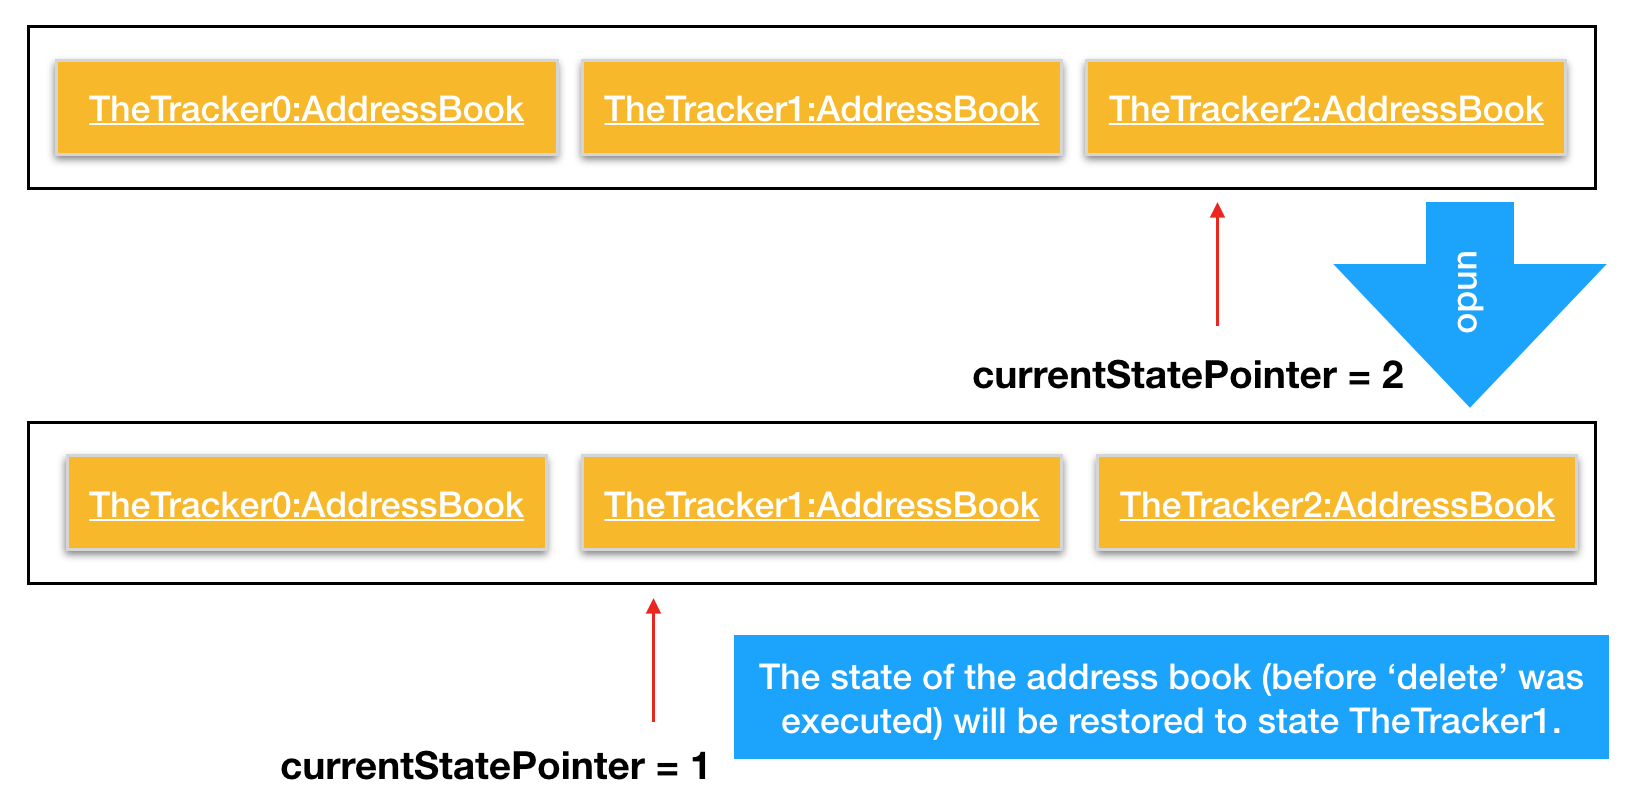 TheTracker0:AddressBook TheTracker1:AddressBook TheTracker2:AddressBook
undo
currentStatePointer = 2
TheTracker0:AddressBook TheTracker1:AddressBook TheTracker2:AddressBook
The state of the address book (before ‘delete’ was
executed) will be restored to state TheTracker1.
currentStatePointer = 1